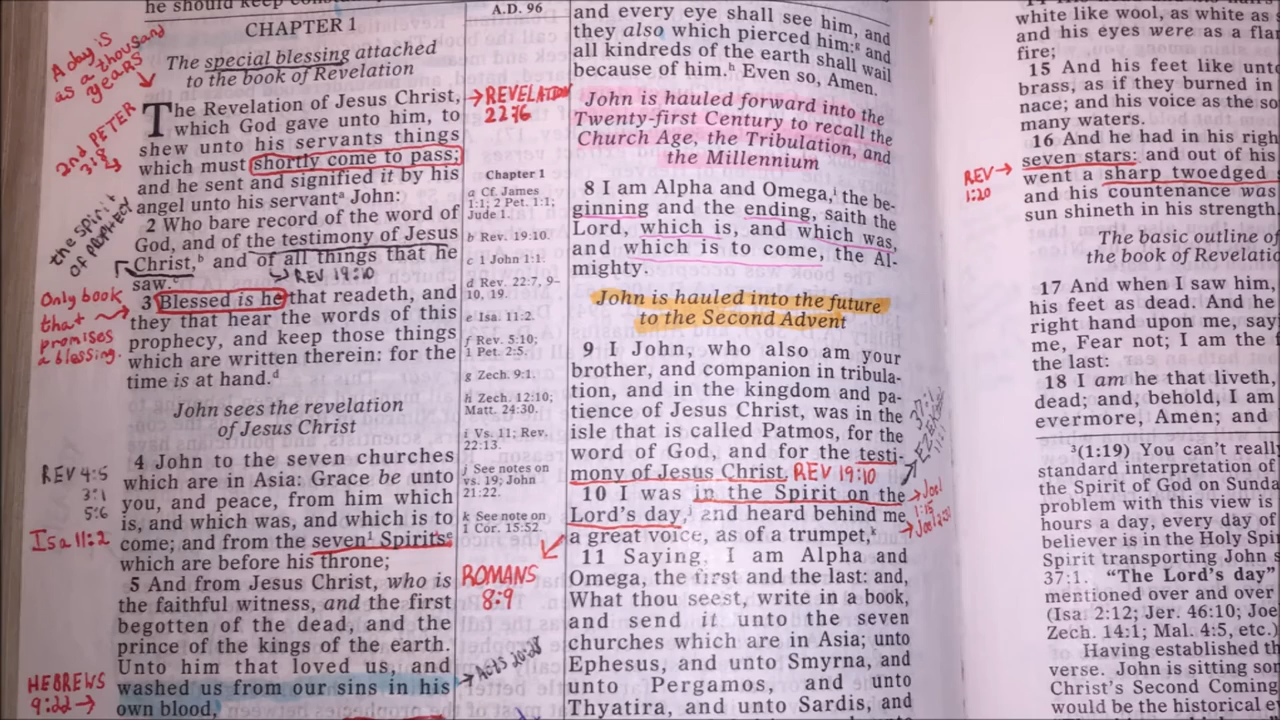 he should keep
CHAPTER 1
The special blessing attached
to the book of Revelation
The Revelation of Jesus Christ,
which God gave unto him, to
shew unto his servants things
which must shortly come to pass;
and he sent and signified it by his
angel unto his servantᵃ John:
2 Who bare record of the word of
God, and of the testimony of Jesus
Christ,ᵇ and of all things that he
saw.ᶜ
3 Blessed is he that readeth, and
they that hear the words of this
prophecy, and keep those things
which are written therein: for the
time is at hand.ᵈ
John sees the revelation
of Jesus Christ
4 John to the seven churches
which are in Asia: Grace be unto
you, and peace, from him which
is, and which was, and which is to
come; and from the seven Spirits
which are before his throne;
5 And from Jesus Christ, who is
the faithful witness, and the first
begotten of the dead, and the
prince of the kings of the earth.
Unto him that loved us, and
washed us from our sins in his
own blood,
A day is
as a thousand
years
2nd PETER
3:8
the spirit
of PROPHECY
REV 19:10
Only book
that
promises
a blessing.
REV 4:5
3:1
5:6
Isa 11:2
HEBREWS
9:22
A.D. 96
REVELATION
22:16
Chapter 1
a Cf. James
1:1; 2 Pet. 1:1;
Jude 1.
b Rev. 19:10.
c 1 John 1:1.
d Rev. 22:7, 9–
10, 19.
e Isa. 11:2.
f Rev. 5:10;
1 Pet. 2:5.
g Zech. 9:1.
h Zech. 12:10;
Matt. 24:30.
i Vs. 11; Rev.
22:13.
j See notes on
vs. 19; John
21:22.
k See note on
1 Cor. 15:52.
ROMANS
8:9
ACTS 20:28
and every eye shall see him, and
they also which pierced him:ᵍ and
all kindreds of the earth shall wail
because of him.ʰ Even so, Amen.
John is hauled forward into the
Twenty-first Century to recall the
Church Age, the Tribulation, and
the Millennium
8 I am Alpha and Omega,ⁱ the be-
ginning and the ending, saith the
Lord, which is, and which was,
and which is to come, the Al-
mighty.
John is hauled into the future
to the Second Advent
9 I John, who also am your
brother, and companion in tribula-
tion, and in the kingdom and pa-
tience of Jesus Christ, was in the
isle that is called Patmos, for the
word of God, and for the testi-
mony of Jesus Christ. REV 19:10
10 I was in the Spirit on the
Lord's day,ʲ and heard behind me
a great voice, as of a trumpet,ᵏ
11 Saying, I am Alpha and
Omega, the first and the last: and,
What thou seest, write in a book,
and send it unto the seven
churches which are in Asia; unto
Ephesus, and unto Smyrna, and
unto Pergamos, and unto
Thyatira, and unto Sardis, and
37:1
Joel
1:15
REV
1:20
white like wool, as white as
and his eyes were as a flam
fire;
15 And his feet like unto
brass, as if they burned in
nace; and his voice as the so
many waters.
16 And he had in his righ
seven stars: and out of his
went a sharp twoedged
and his countenance was
sun shineth in his strength
The basic outline of
the book of Revelatio
17 And when I saw him,
his feet as dead. And he
right hand upon me, say
me, Fear not; I am the f
the last:
18 I am he that liveth,
dead; and, behold, I am
evermore, Amen; and
³(1:19) You can't really
standard interpretation of
the Spirit of God on Sunda
problem with this view is
hours a day, every day of
believer is in the Holy Spi
Spirit transporting John s
37:1. "The Lord's day"
mentioned over and over
(Isa. 2:12; Jer. 46:10; Joe
Zech. 14:1; Mal. 4:5, etc.)
Having established th
verse. John is sitting so
Christ's Second Coming
would be the historical e